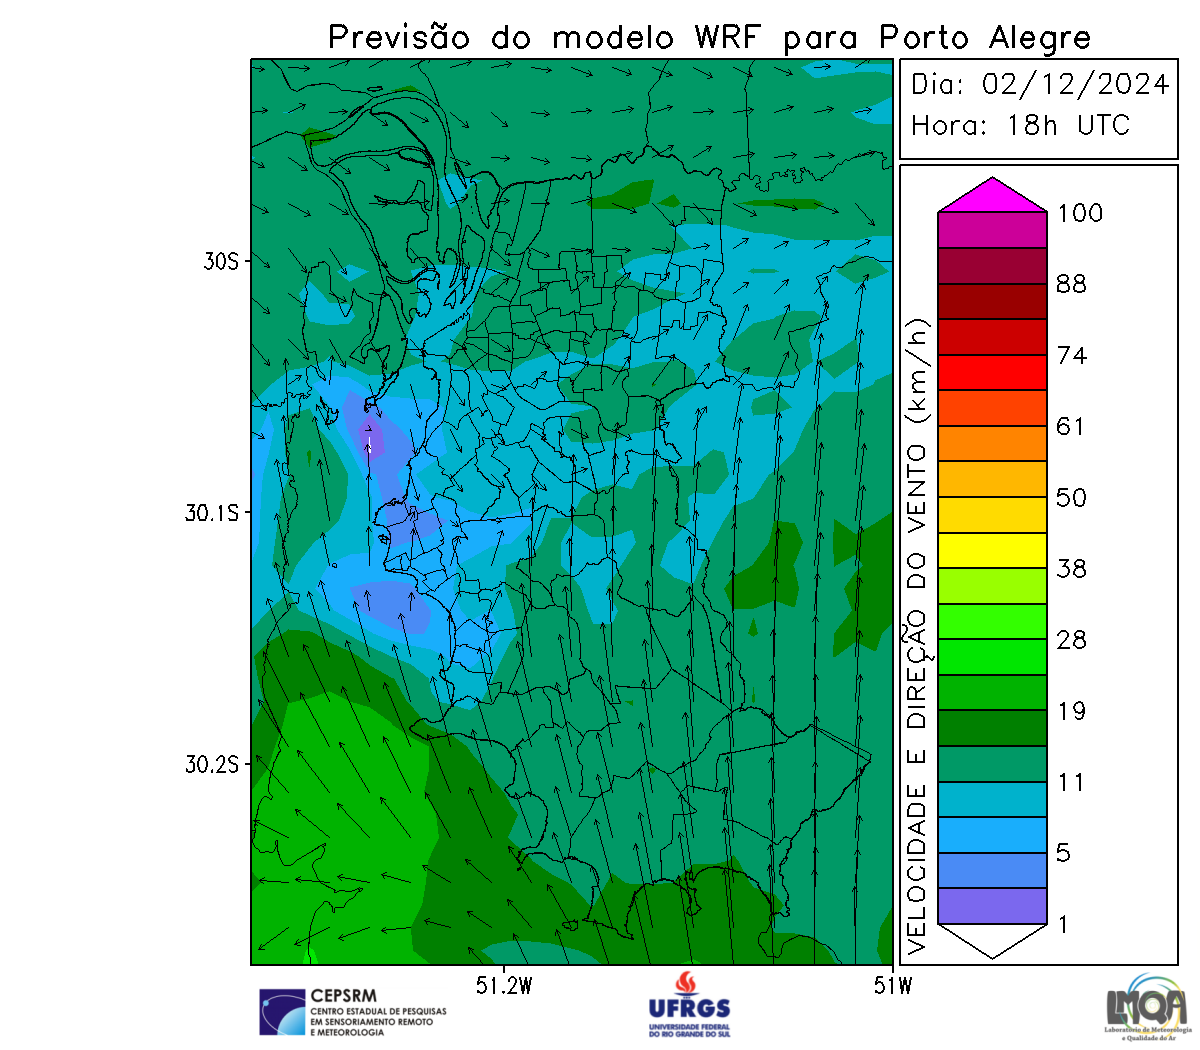 Previsão do modelo WRF para Porto Alegre
Dia: 02/12/2024
Hora: 18h UTC
100
88
74
61
50
38
28
19
11
5
1
VELOCIDADE E DIREÇÃO DO VENTO (km/h)
30S
30.1S
30.2S
51.2W
51W
CEPSRM
CENTRO ESTADUAL DE PESQUISAS
EM SENSORIAMENTO REMOTO
E METEOROLOGIA
UFRGS
UNIVERSIDADE FEDERAL
DO RIO GRANDE DO SUL
LMQA
Laboratório de Meteorologia
e Qualidade do Ar